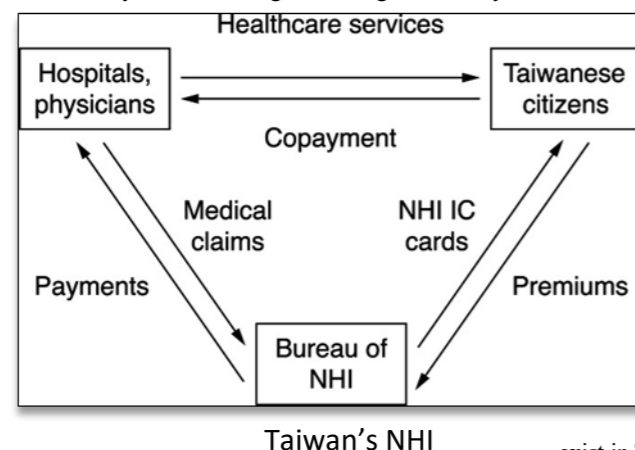 Healthcare services
Hospitals,
physicians
Taiwanese
citizens
Copayment
Medical
claims
NHI IC
cards
Payments
Premiums
Bureau of
NHI
Taiwan’s NHI